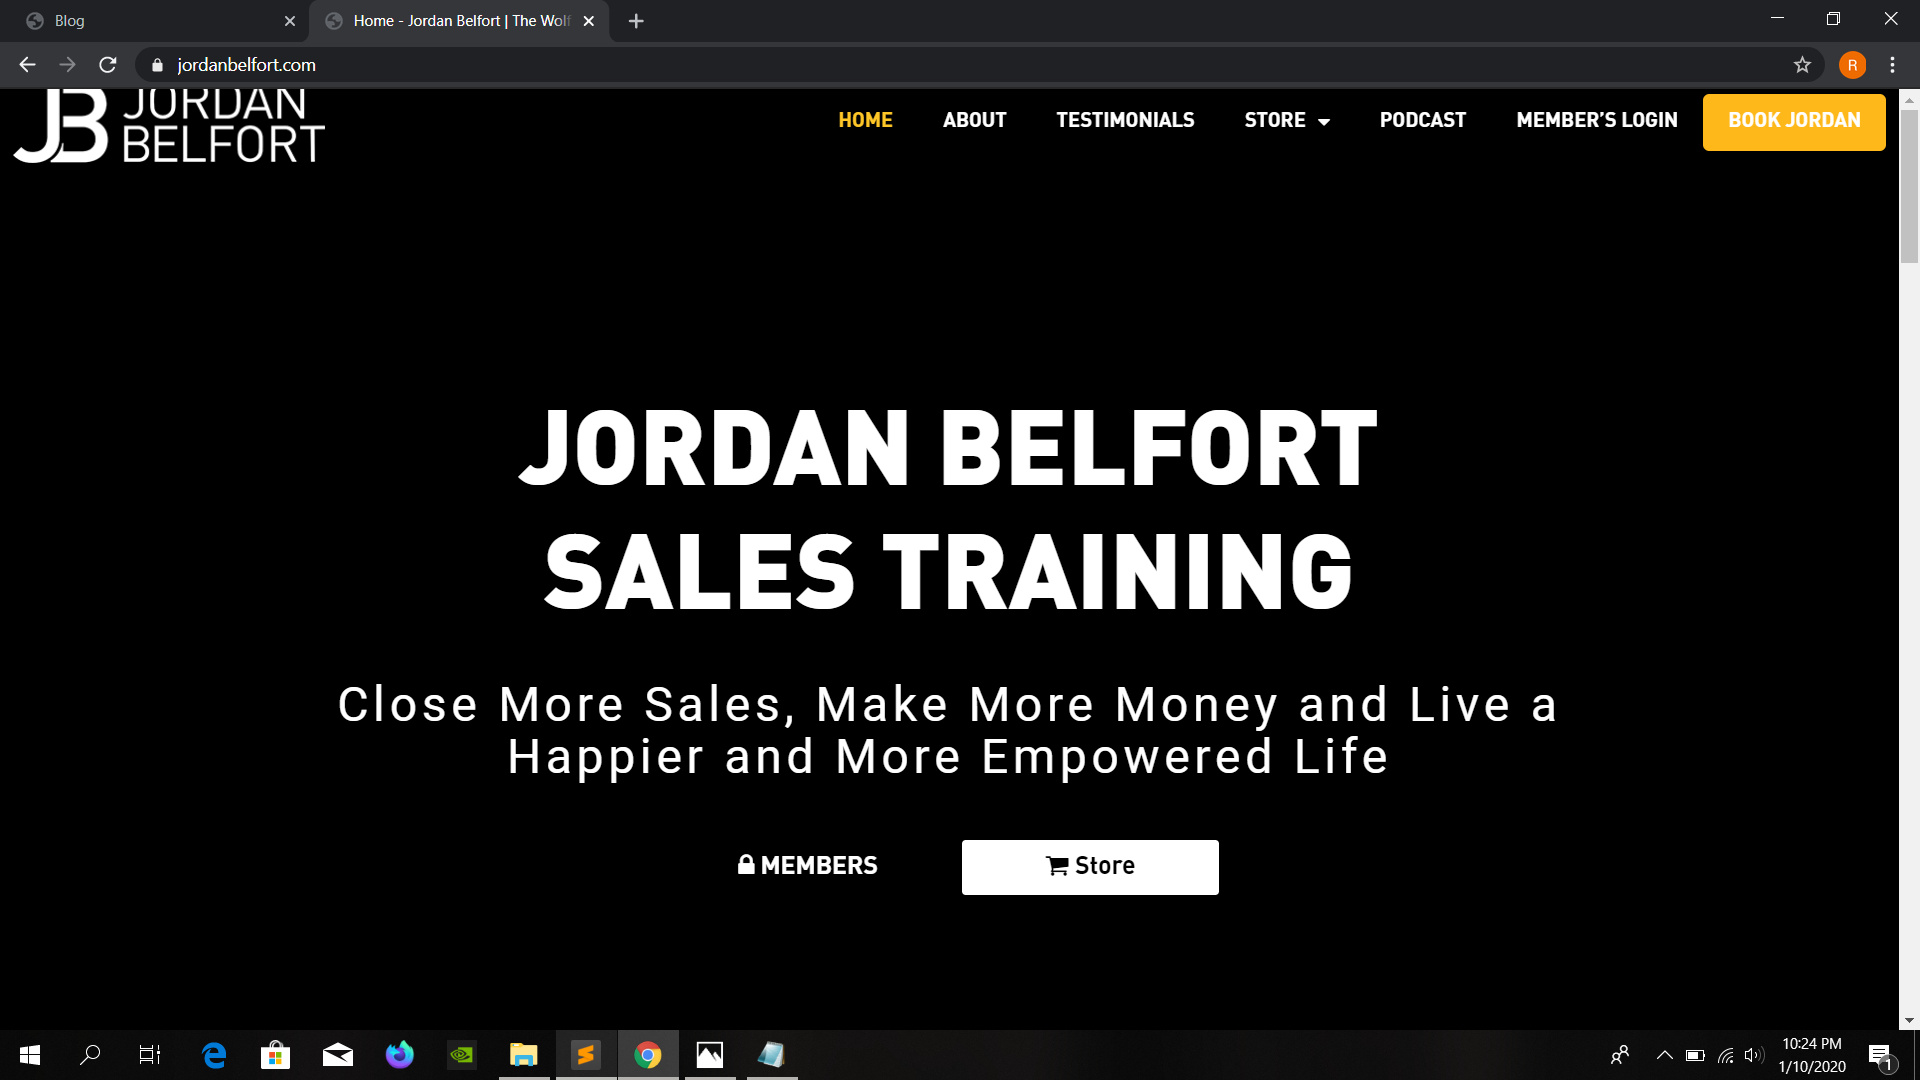 Blog
Home - Jordan Belfort | The Wolf
jordanbelfort.com
R
JORDAN
BELFORT
HOME ABOUT TESTIMONIALS STORE PODCAST MEMBER'S LOGIN BOOK JORDAN
JORDAN BELFORT
SALES TRAINING
Close More Sales, Make More Money and Live a
Happier and More Empowered Life
MEMBERS Store
10:24 PM
1/10/2020
1